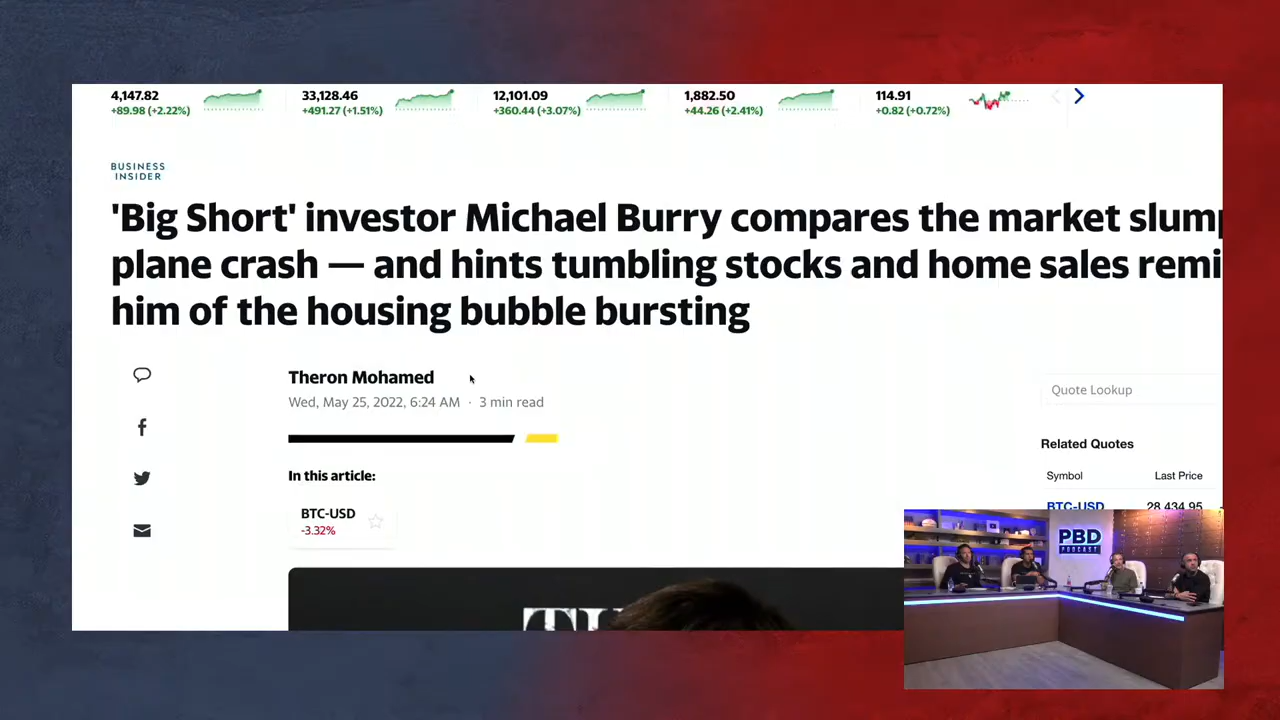 4,147.82
+89.98 (+2.22%)
33,128.46
+491.27 (+1.51%)
12,101.09
+360.44 (+3.07%)
1,882.50
+44.26 (+2.41%)
114.91
+0.82 (+0.72%)
BUSINESS
INSIDER
'Big Short' investor Michael Burry compares the market slump
plane crash — and hints tumbling stocks and home sales remi
him of the housing bubble bursting
Theron Mohamed
Wed, May 25, 2022, 6:24 AM · 3 min read
In this article:
BTC-USD
-3.32%
Quote Lookup
Related Quotes
Symbol Last Price
BTC-USD 28,434.95
PBD
PODCAST